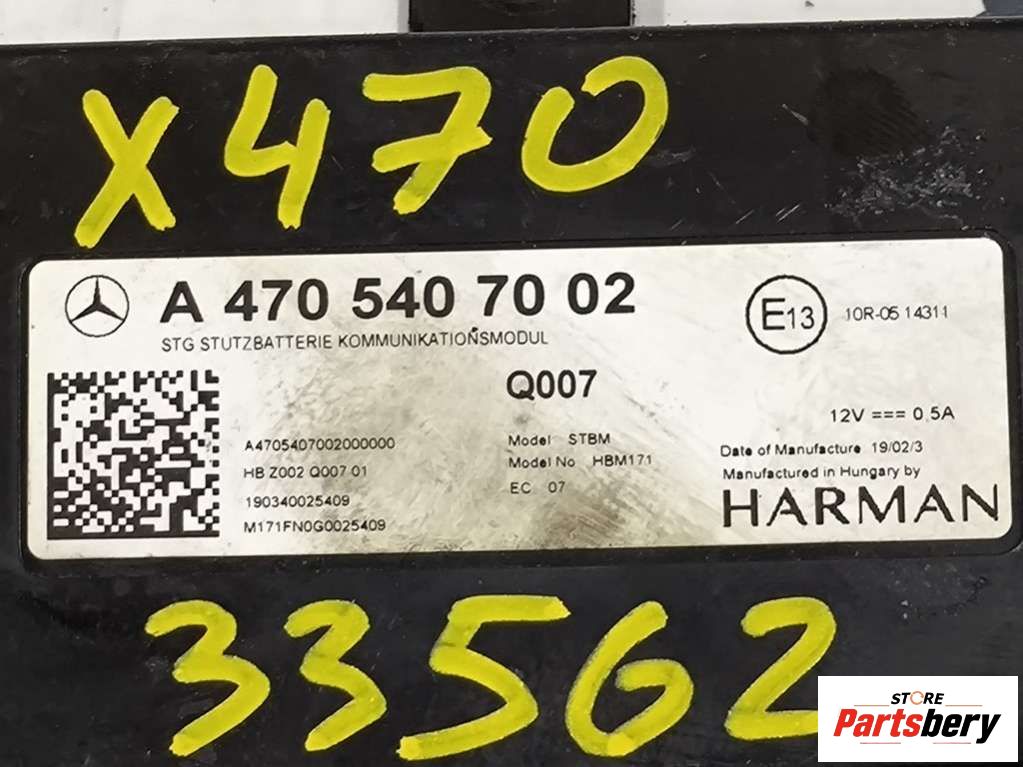 X470
A 470 540 70 02
STG STUTZBATTERIE KOMMUNIKATIONSMODUL
E13
10R-05 14311
Q007
12V === 0,5A
A4705407002000000
HB Z002 Q007 01
190340025409
M171FN0G0025409
Model STBM
Model No HBM171
EC 07
Date of Manufacture 19/02/3
Manufactured in Hungary by
HARMAN
33562
STORE
Partsbery